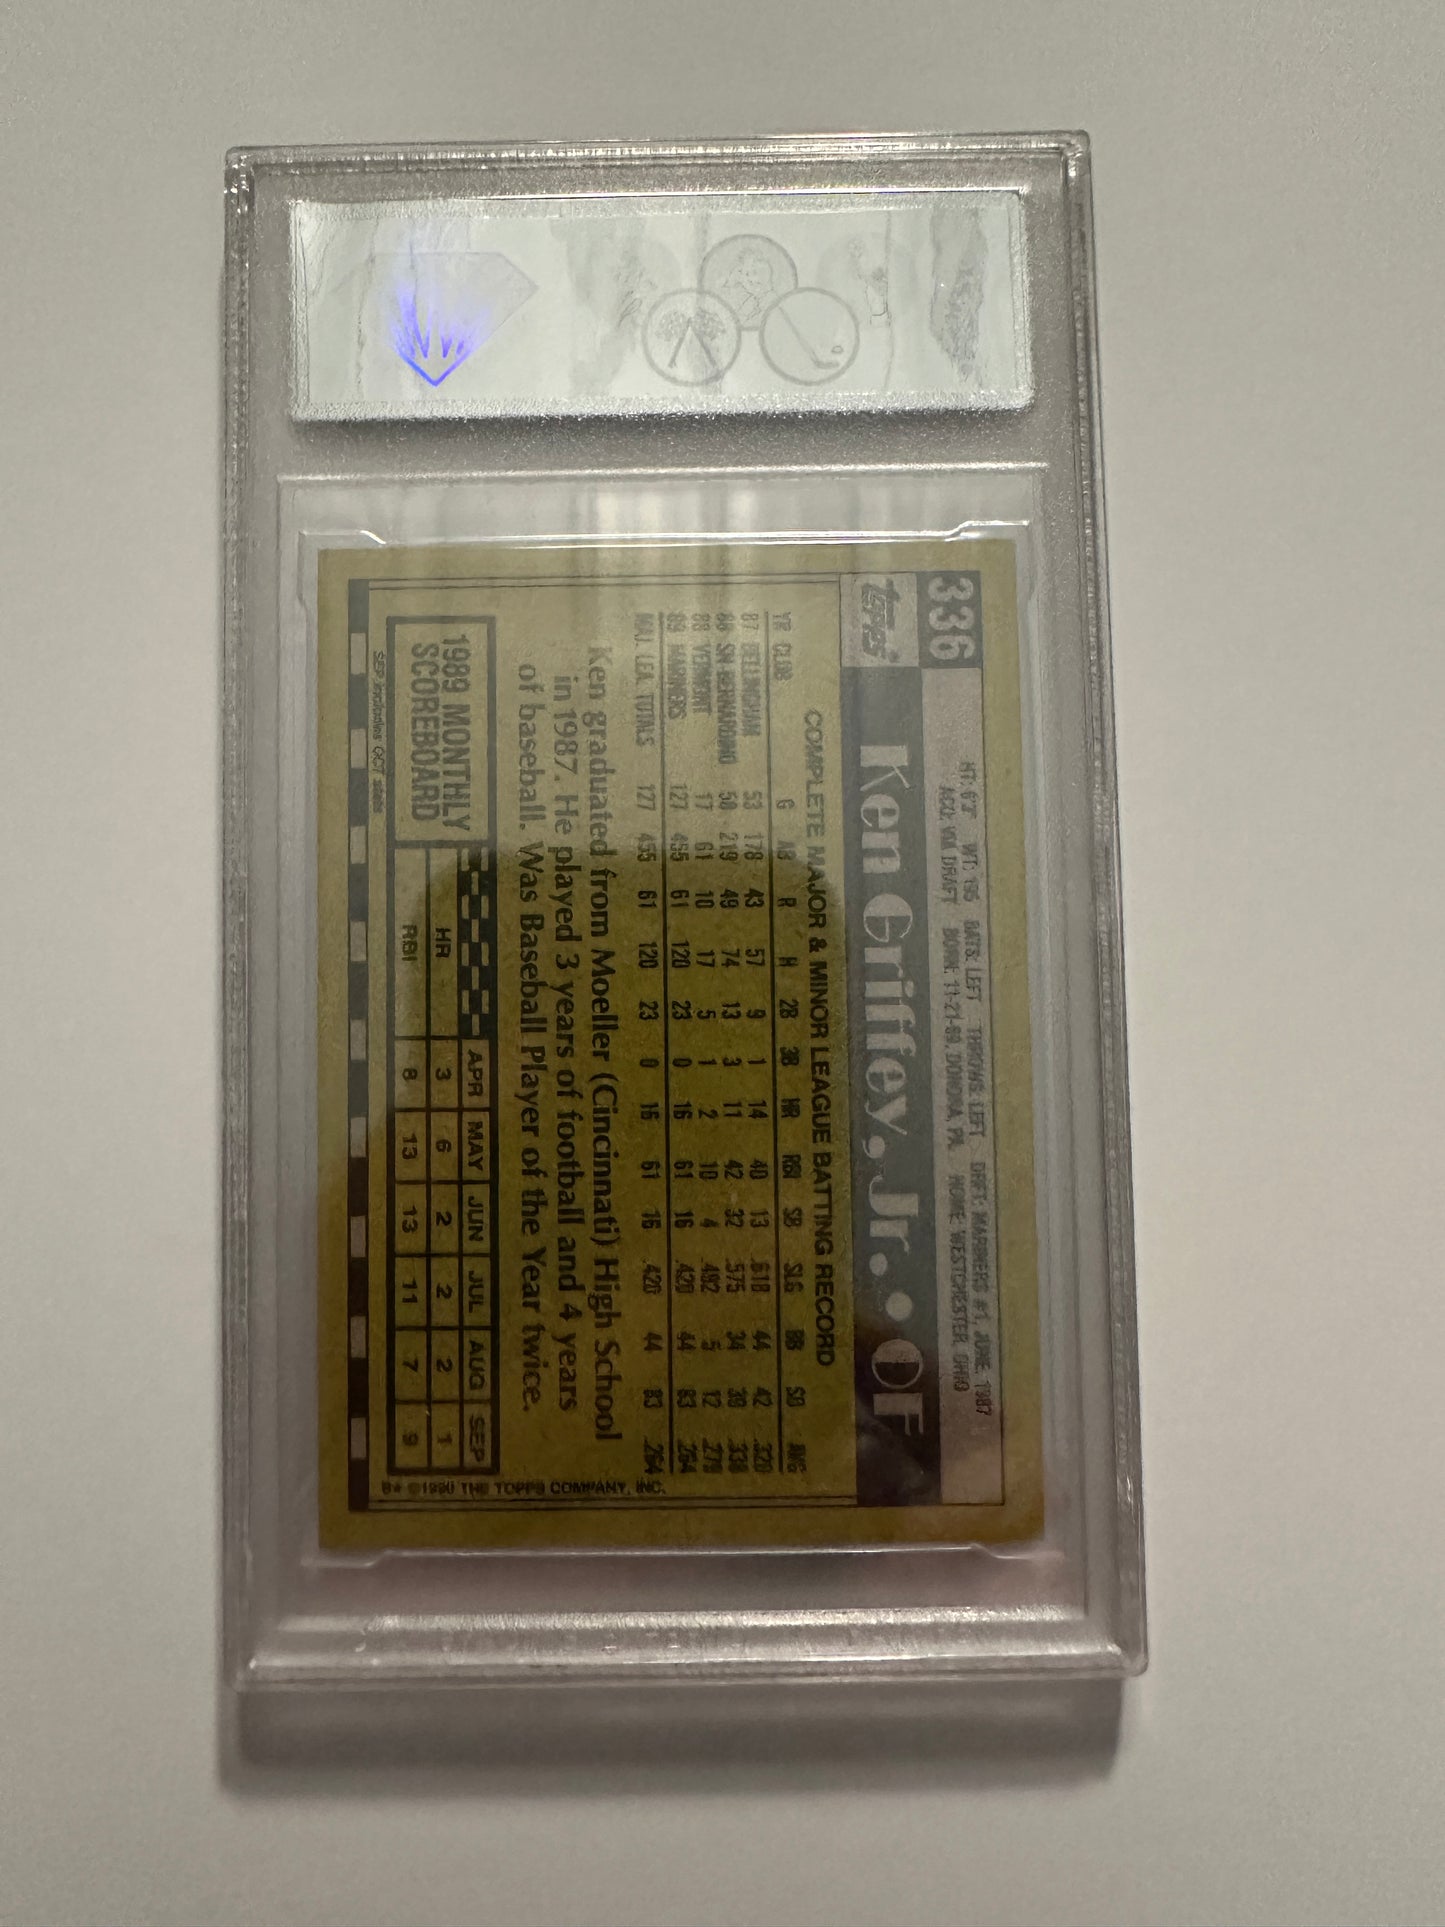 336
HT: 6'3" WT: 195 BATS: LEFT THROWS: LEFT DRFT: MARINERS #1, JUNE, 1987
ACQ: VIA DRAFT BORN: 11-21-69, DONORA, PA. HOME: WESTCHESTER, OHIO
Topps
Ken Griffey, Jr. • OF
COMPLETE MAJOR & MINOR LEAGUE BATTING RECORD
YR CLUB G AB R H 2B 3B HR RBI SB SLG BB SO AVG
87 BELLINGHAM 53 178 43 57 9 1 14 40 13 .618 44 42 .320
88 SN BERNARDINO 58 219 49 74 13 3 11 42 32 .575 34 39 .338
88 VERMONT 17 61 10 17 5 1 2 10 4 .492 5 12 .279
89 MARINERS 127 455 61 120 23 0 16 61 16 .420 44 83 .264
MAJ. LEA. TOTALS 127 455 61 120 23 0 16 61 16 .420 44 83 .264
Ken graduated from Moeller (Cincinnati) High School
in 1987. He played 3 years of football and 4 years
of baseball. Was Baseball Player of the Year twice.
1989 MONTHLY
SCOREBOARD
APR MAY JUN JUL AUG SEP
HR 3 6 2 2 2 1
RBI 8 13 13 11 7 9
SEP includes OCT stats
B* ©1990 THE TOPPS COMPANY, INC.